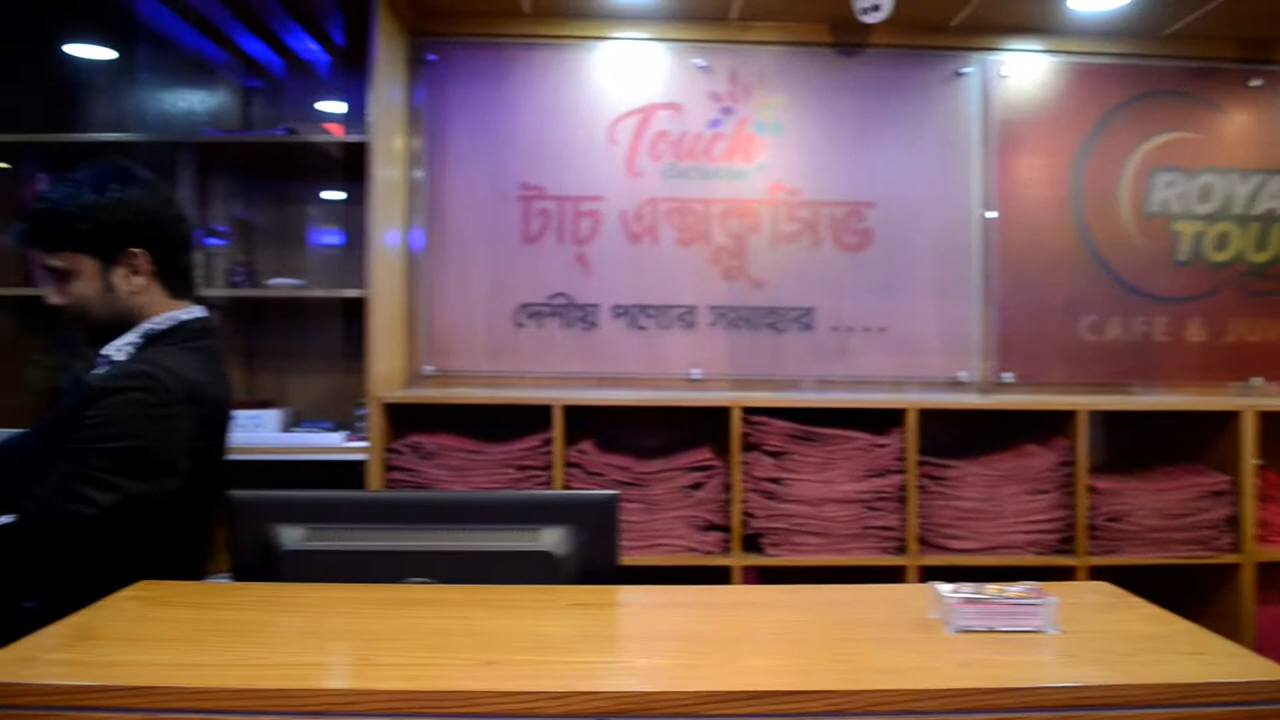 Touch
টাচ্ এক্সক্লুসিভ
দেশীয় পণ্যের সমাহার ....
ROYA
TOU
CAFE & JU